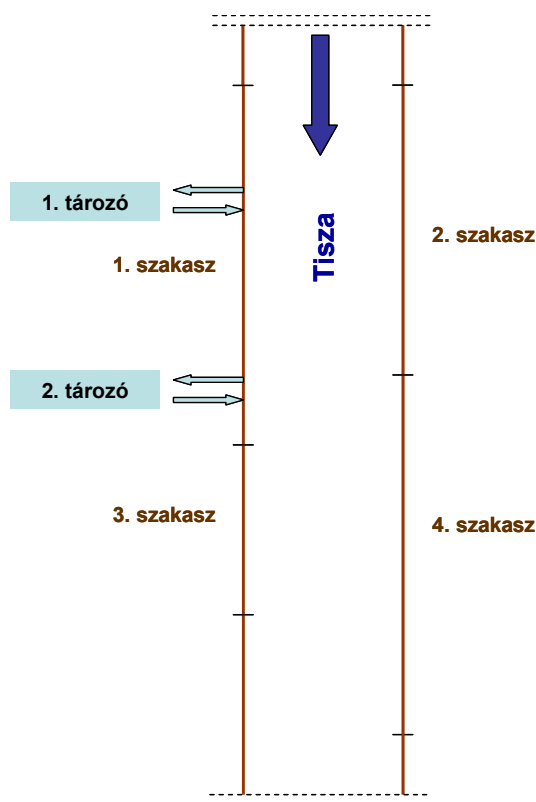 1. tározó
Tisza
2. szakasz
1. szakasz
2. tározó
3. szakasz
4. szakasz